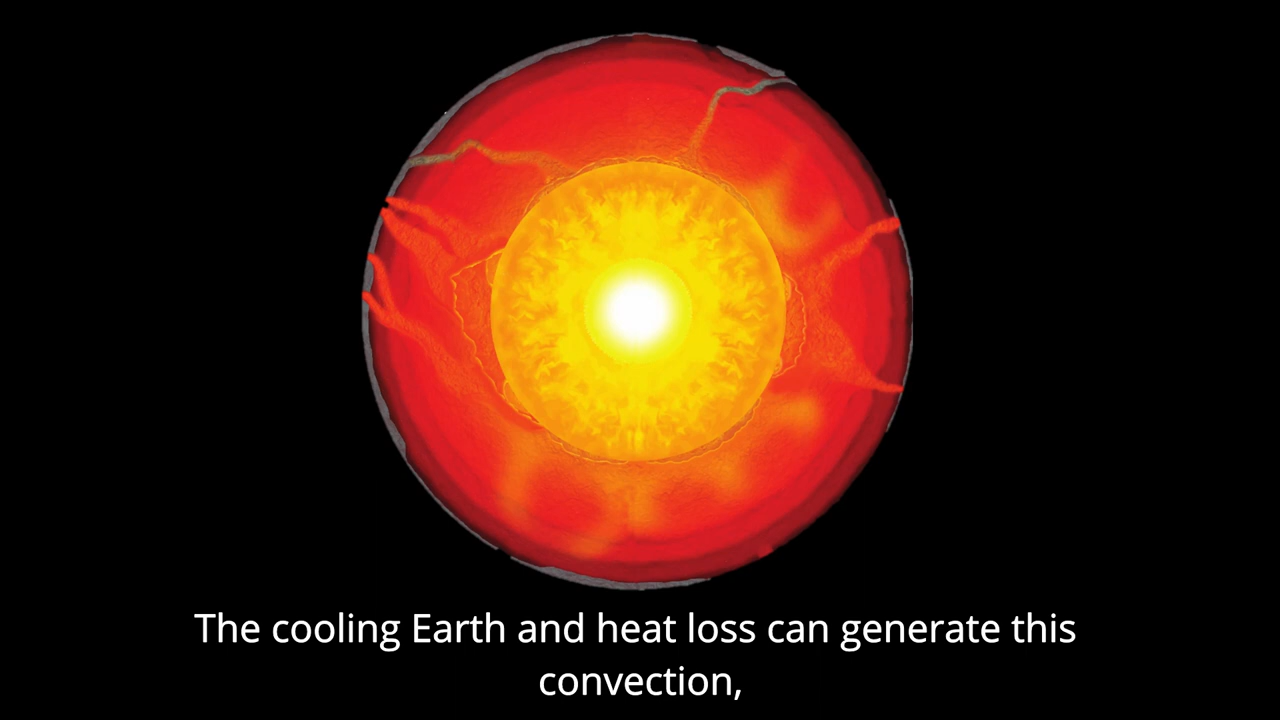 The cooling Earth and heat loss can generate this
convection,